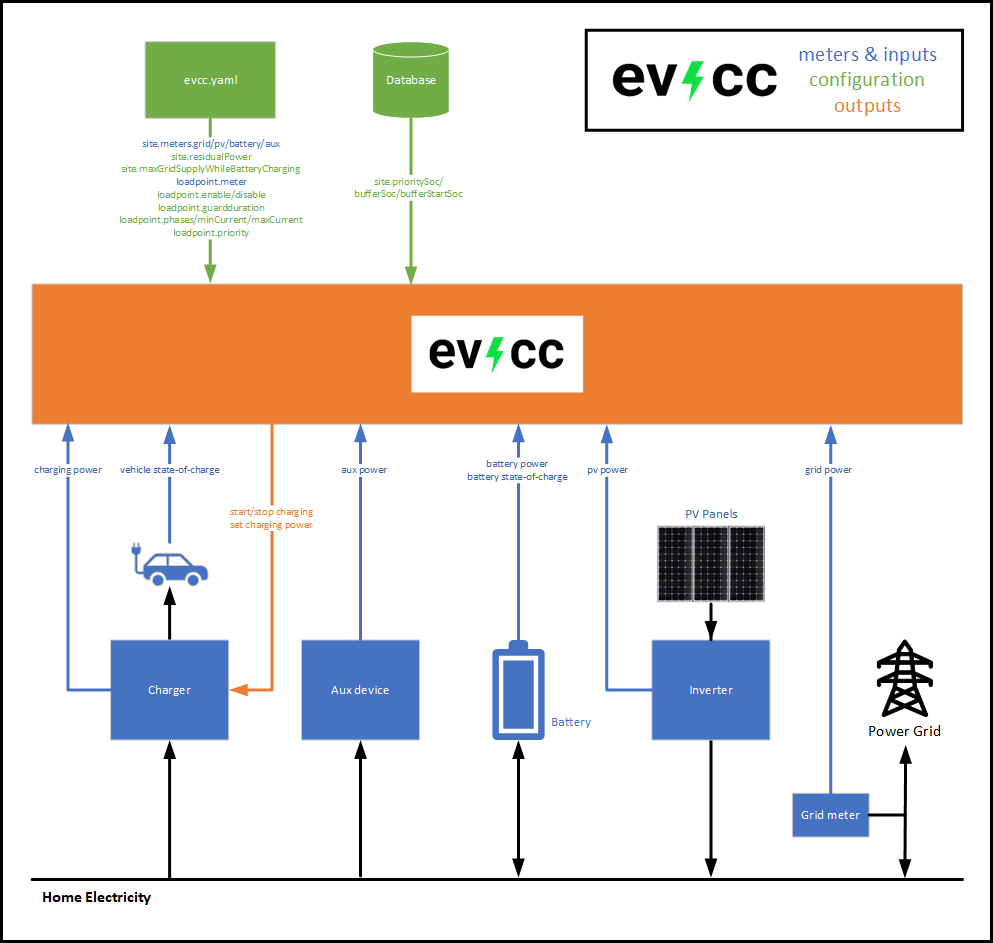 evcc.yaml
Database
evcc
meters & inputs
configuration
outputs
site.meters.grid/pv/battery/aux
site.residualPower
site.maxGridSupplyWhileBatteryCharging
loadpoint.meter
loadpoint.enable/disable
loadpoint.guardduration
loadpoint.phases/minCurrent/maxCurrent
loadpoint.priority
site.prioritySoc/
bufferSoc/bufferStartSoc
evcc
charging power
vehicle state-of-charge
start/stop charging
set charging power
aux power
battery power
battery state-of-charge
pv power
grid power
PV Panels
Charger
Aux device
Battery
Inverter
Power Grid
Grid meter
Home Electricity